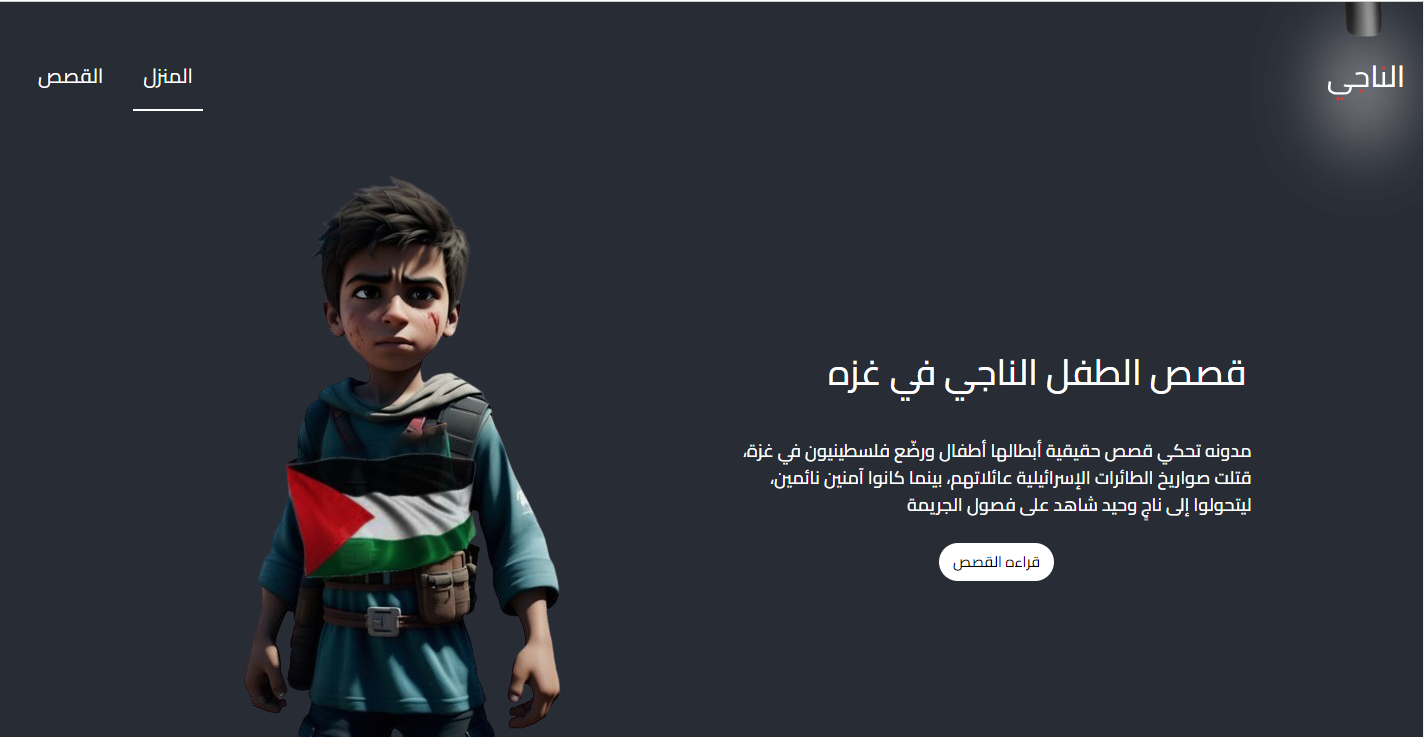 الناجي
المنزل
القصص
قصص الطفل الناجي في غزه
مدونه تحكي قصص حقيقية أبطالها أطفال ورضّع فلسطينيون في غزة،
قتلت صواريخ الطائرات الإسرائيلية عائلاتهم، بينما كانوا آمنين نائمين،
ليتحولوا إلى ناجٍ وحيد شاهد على فصول الجريمة
قراءه القصص